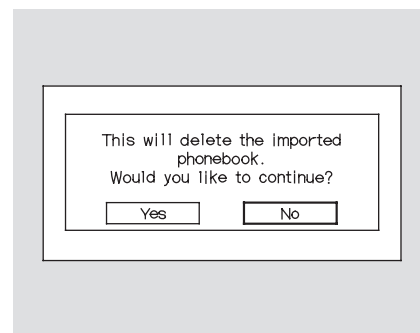 This will delete the imported
phonebook.
Would you like to continue?
Yes No